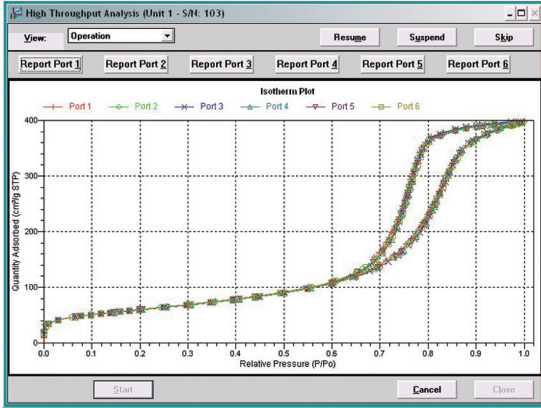 High Throughput Analysis (Unit 1 - S/N: 103)
View: Operation Resume Suspend Skip
Report Port 1 Report Port 2 Report Port 3 Report Port 4 Report Port 5 Report Port 6
Isotherm Plot
Port 1 Port 2 Port 3 Port 4 Port 5 Port 6
Quantity Adsorbed (cm³/g STP)
400
300
200
100
0
0.0 0.1 0.2 0.3 0.4 0.5 0.6 0.7 0.8 0.9 1.0
Relative Pressure (P/Po)
Start Cancel Close